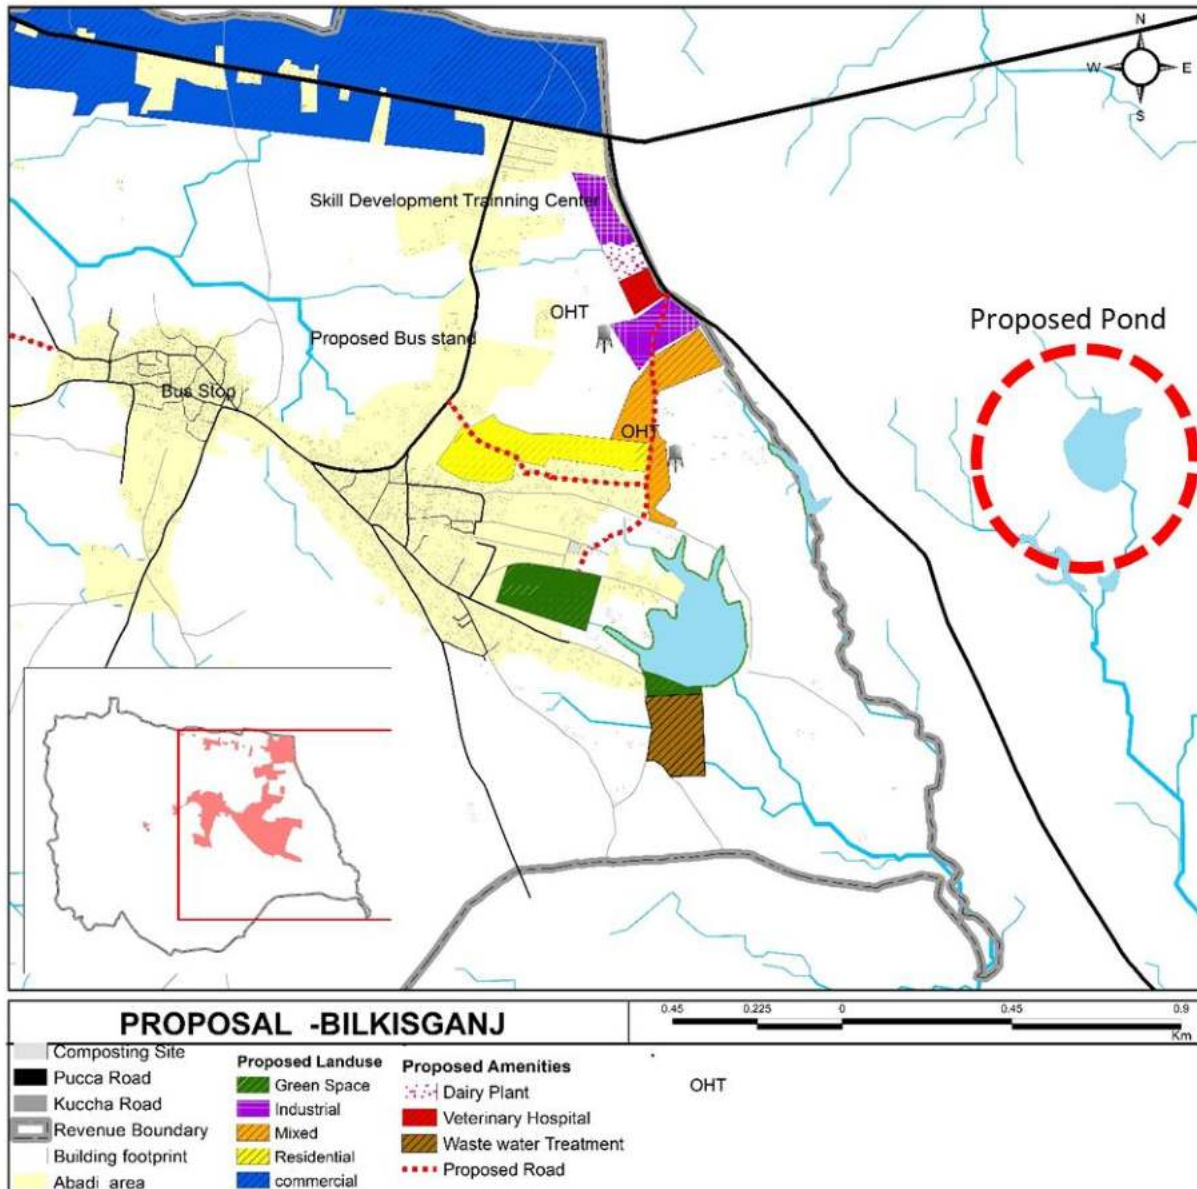 N
W
E
S
Skill Development Trainning Center
OHT
Proposed Pond
Proposed Bus stand
Bus Stop
OHT
PROPOSAL -BILKISGANJ
0.45 0.225 0 0.45 0.9
Km
Composting Site
Pucca Road
Kuccha Road
Revenue Boundary
Building footprint
Abadi area
Proposed Landuse
Green Space
Industrial
Mixed
Residential
commercial
Proposed Amenities
Dairy Plant
Veterinary Hospital
Waste water Treatment
Proposed Road
OHT